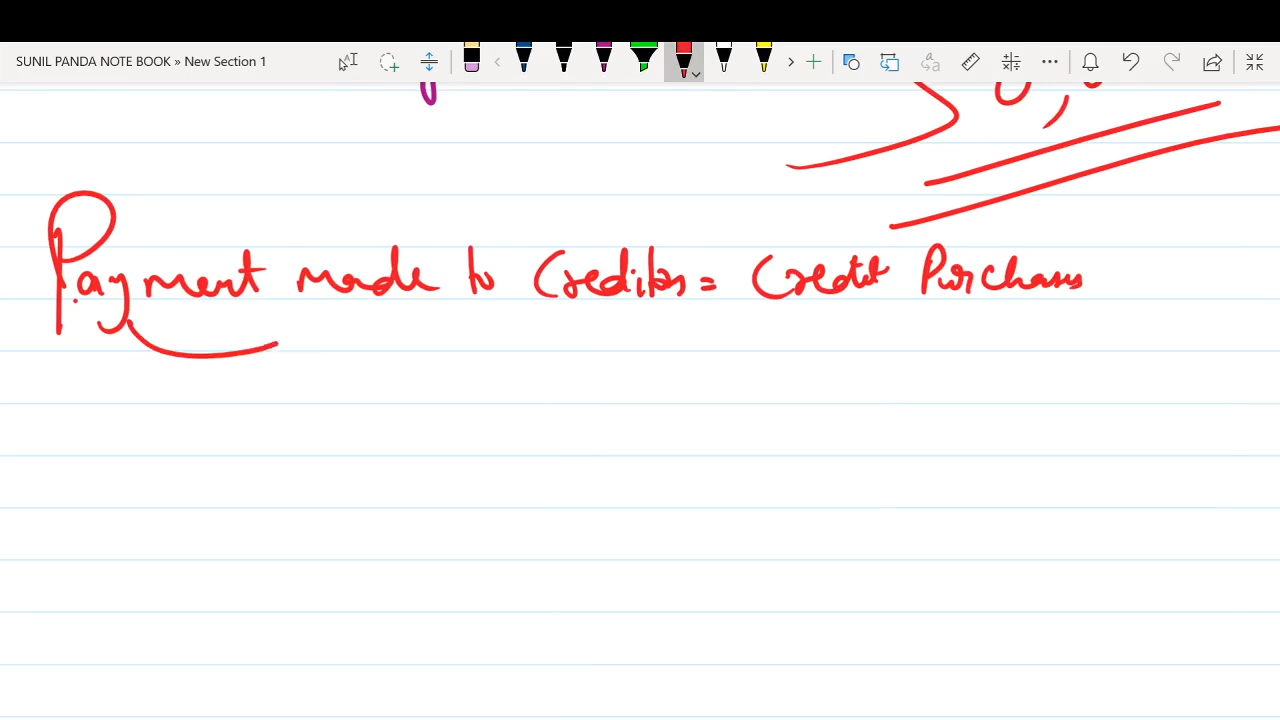 SUNIL PANDA NOTE BOOK » New Section 1
Payment made to Creditors = Credit Purchases